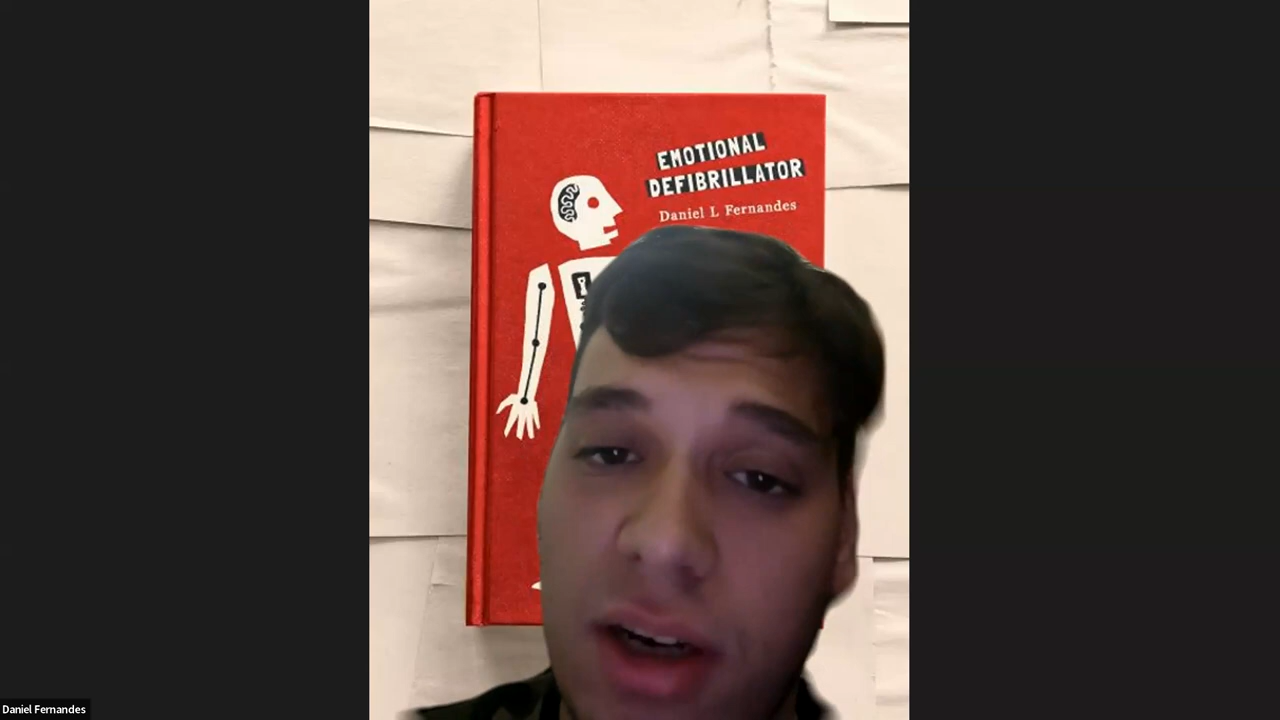 EMOTIONAL
DEFIBRILLATOR
Daniel L Fernandes
Daniel Fernandes